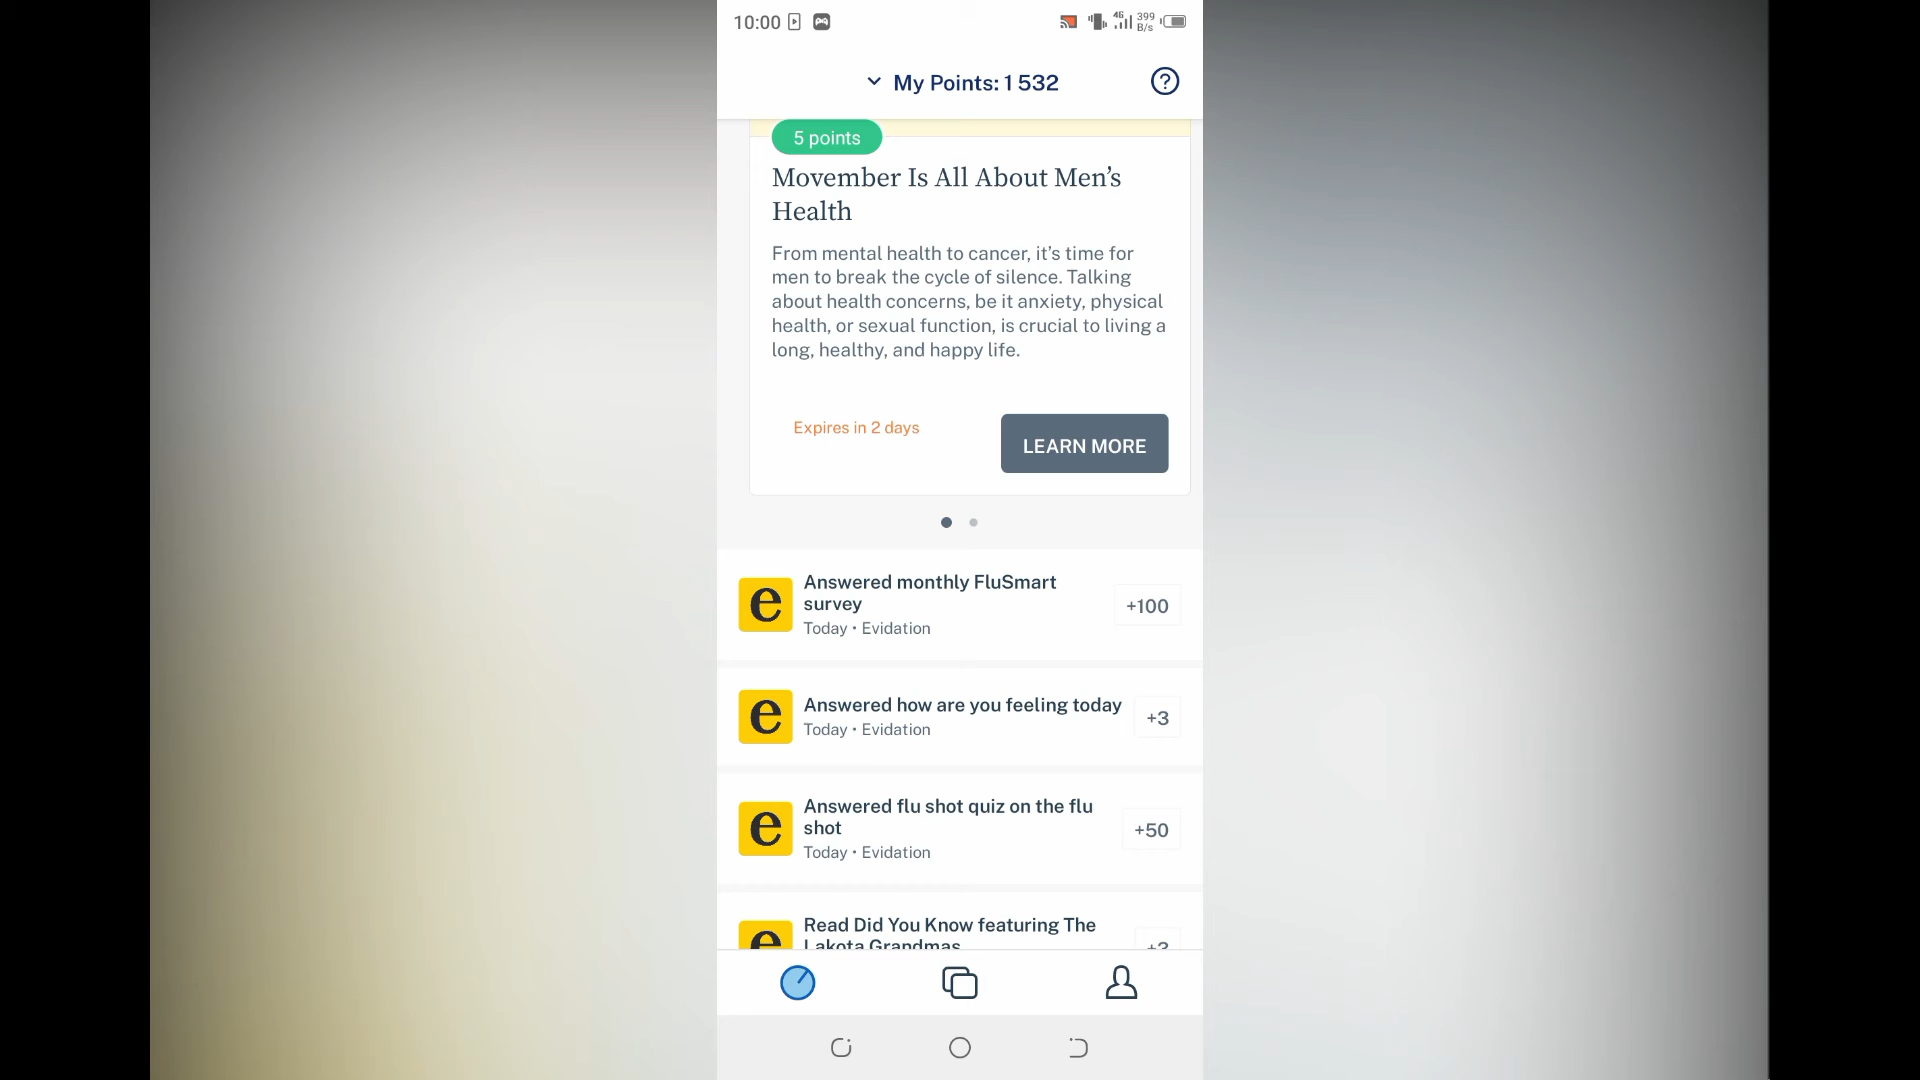 10:00
4G
399
B/s
My Points: 1 532
?
5 points
Movember Is All About Men’s
Health
From mental health to cancer, it’s time for
men to break the cycle of silence. Talking
about health concerns, be it anxiety, physical
health, or sexual function, is crucial to living a
long, healthy, and happy life.
Expires in 2 days
LEARN MORE
e
Answered monthly FluSmart
survey
Today • Evidation
+100
e
Answered how are you feeling today
Today • Evidation
+3
e
Answered flu shot quiz on the flu
shot
Today • Evidation
+50
e
Read Did You Know featuring The
Lakota Grandmas
+3